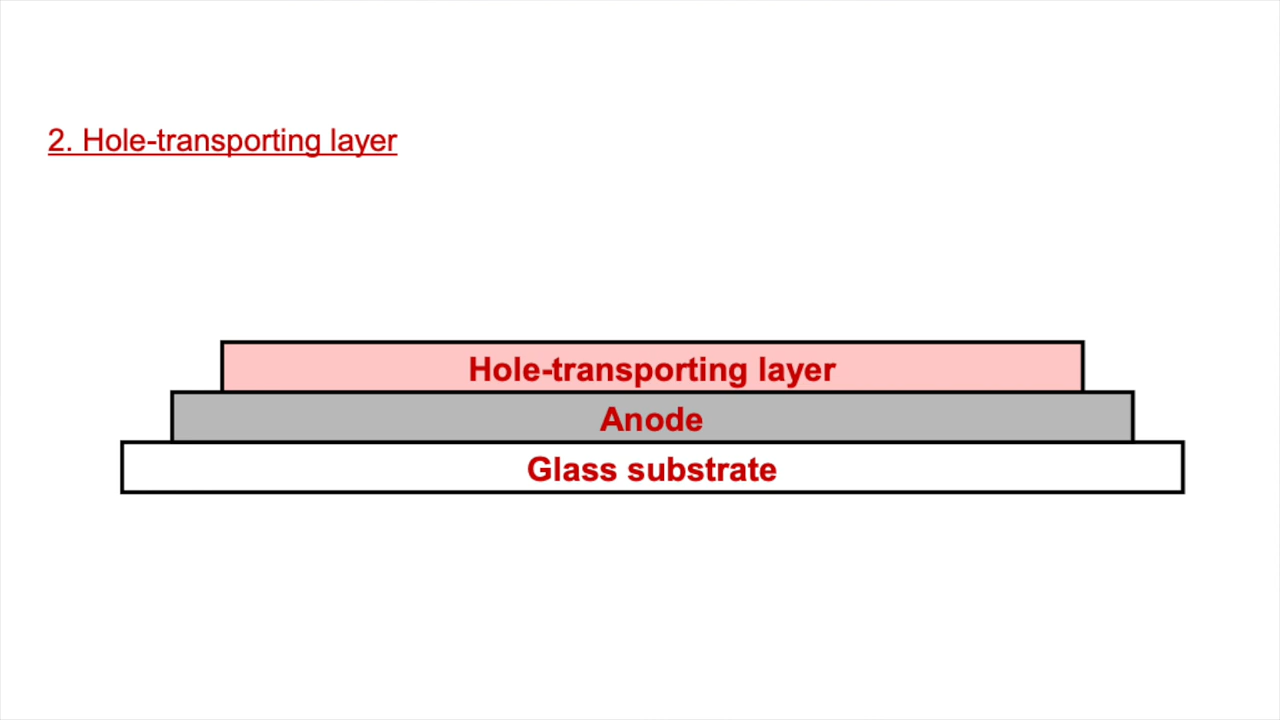 2. Hole-transporting layer
Hole-transporting layer
Anode
Glass substrate